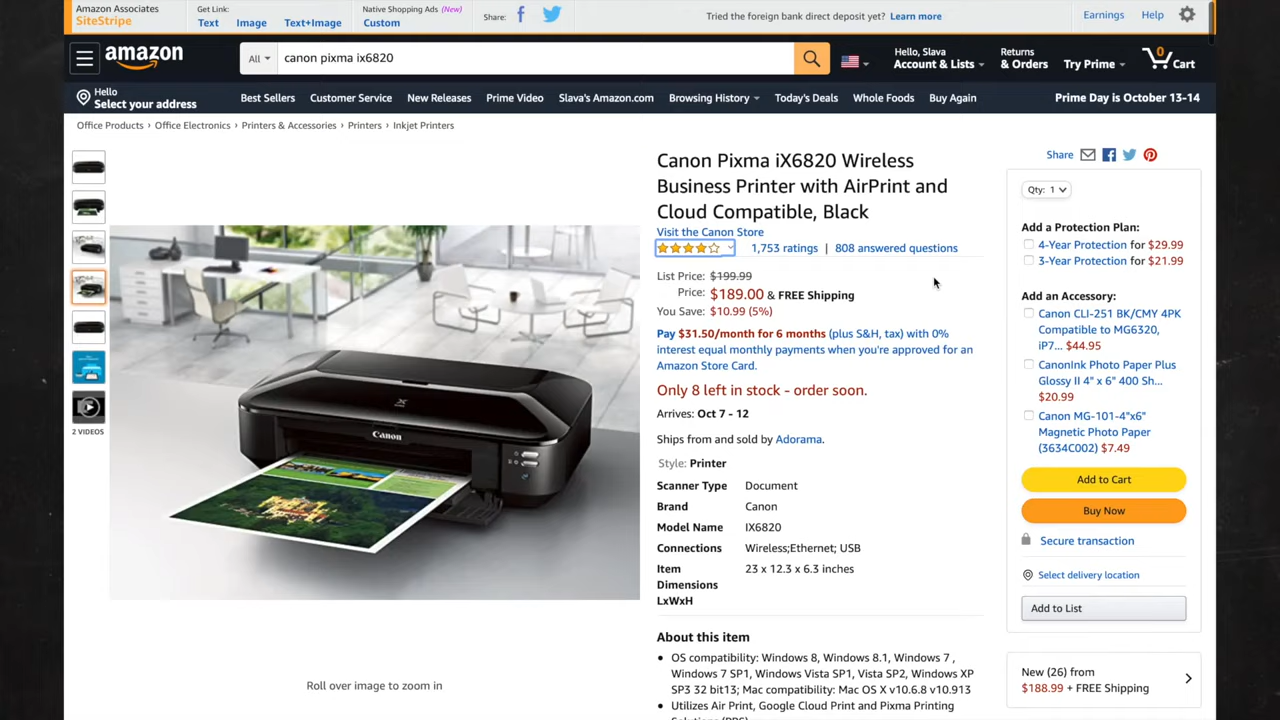 Amazon Associates
SiteStripe
Get Link:
Text
Image
Text+Image
Native Shopping Ads (New)
Custom
Share:
Tried the foreign bank direct deposit yet? Learn more
Earnings
Help
amazon
All
canon pixma ix6820
Hello, Slava
Account & Lists
Returns
& Orders
Try Prime
0
Cart
Hello
Select your address
Best Sellers
Customer Service
New Releases
Prime Video
Slava's Amazon.com
Browsing History
Today's Deals
Whole Foods
Buy Again
Prime Day is October 13-14
Office Products › Office Electronics › Printers & Accessories › Printers › Inkjet Printers
2 VIDEOS
Canon
Roll over image to zoom in
Canon Pixma iX6820 Wireless
Business Printer with AirPrint and
Cloud Compatible, Black
Visit the Canon Store
1,753 ratings | 808 answered questions
List Price: $199.99
Price: $189.00 & FREE Shipping
You Save: $10.99 (5%)
Pay $31.50/month for 6 months (plus S&H, tax) with 0%
interest equal monthly payments when you're approved for an
Amazon Store Card.
Only 8 left in stock - order soon.
Arrives: Oct 7 - 12
Ships from and sold by Adorama.
Style: Printer
Scanner Type Document
Brand Canon
Model Name IX6820
Connections Wireless;Ethernet; USB
Item 23 x 12.3 x 6.3 inches
Dimensions
LxWxH
About this item
• OS compatibility: Windows 8, Windows 8.1, Windows 7 ,
Windows 7 SP1, Windows Vista SP1, Vista SP2, Windows XP
SP3 32 bit13; Mac compatibility: Mac OS X v10.6.8 v10.913
• Utilizes Air Print, Google Cloud Print and Pixma Printing
Solutions (PPS)
Share
Qty: 1
Add a Protection Plan:
4-Year Protection for $29.99
3-Year Protection for $21.99
Add an Accessory:
Canon CLI-251 BK/CMY 4PK
Compatible to MG6320,
iP7... $44.95
CanonInk Photo Paper Plus
Glossy II 4" x 6" 400 Sh...
$20.99
Canon MG-101-4"x6"
Magnetic Photo Paper
(3634C002) $7.49
Add to Cart
Buy Now
Secure transaction
Select delivery location
Add to List
New (26) from
$188.99 + FREE Shipping